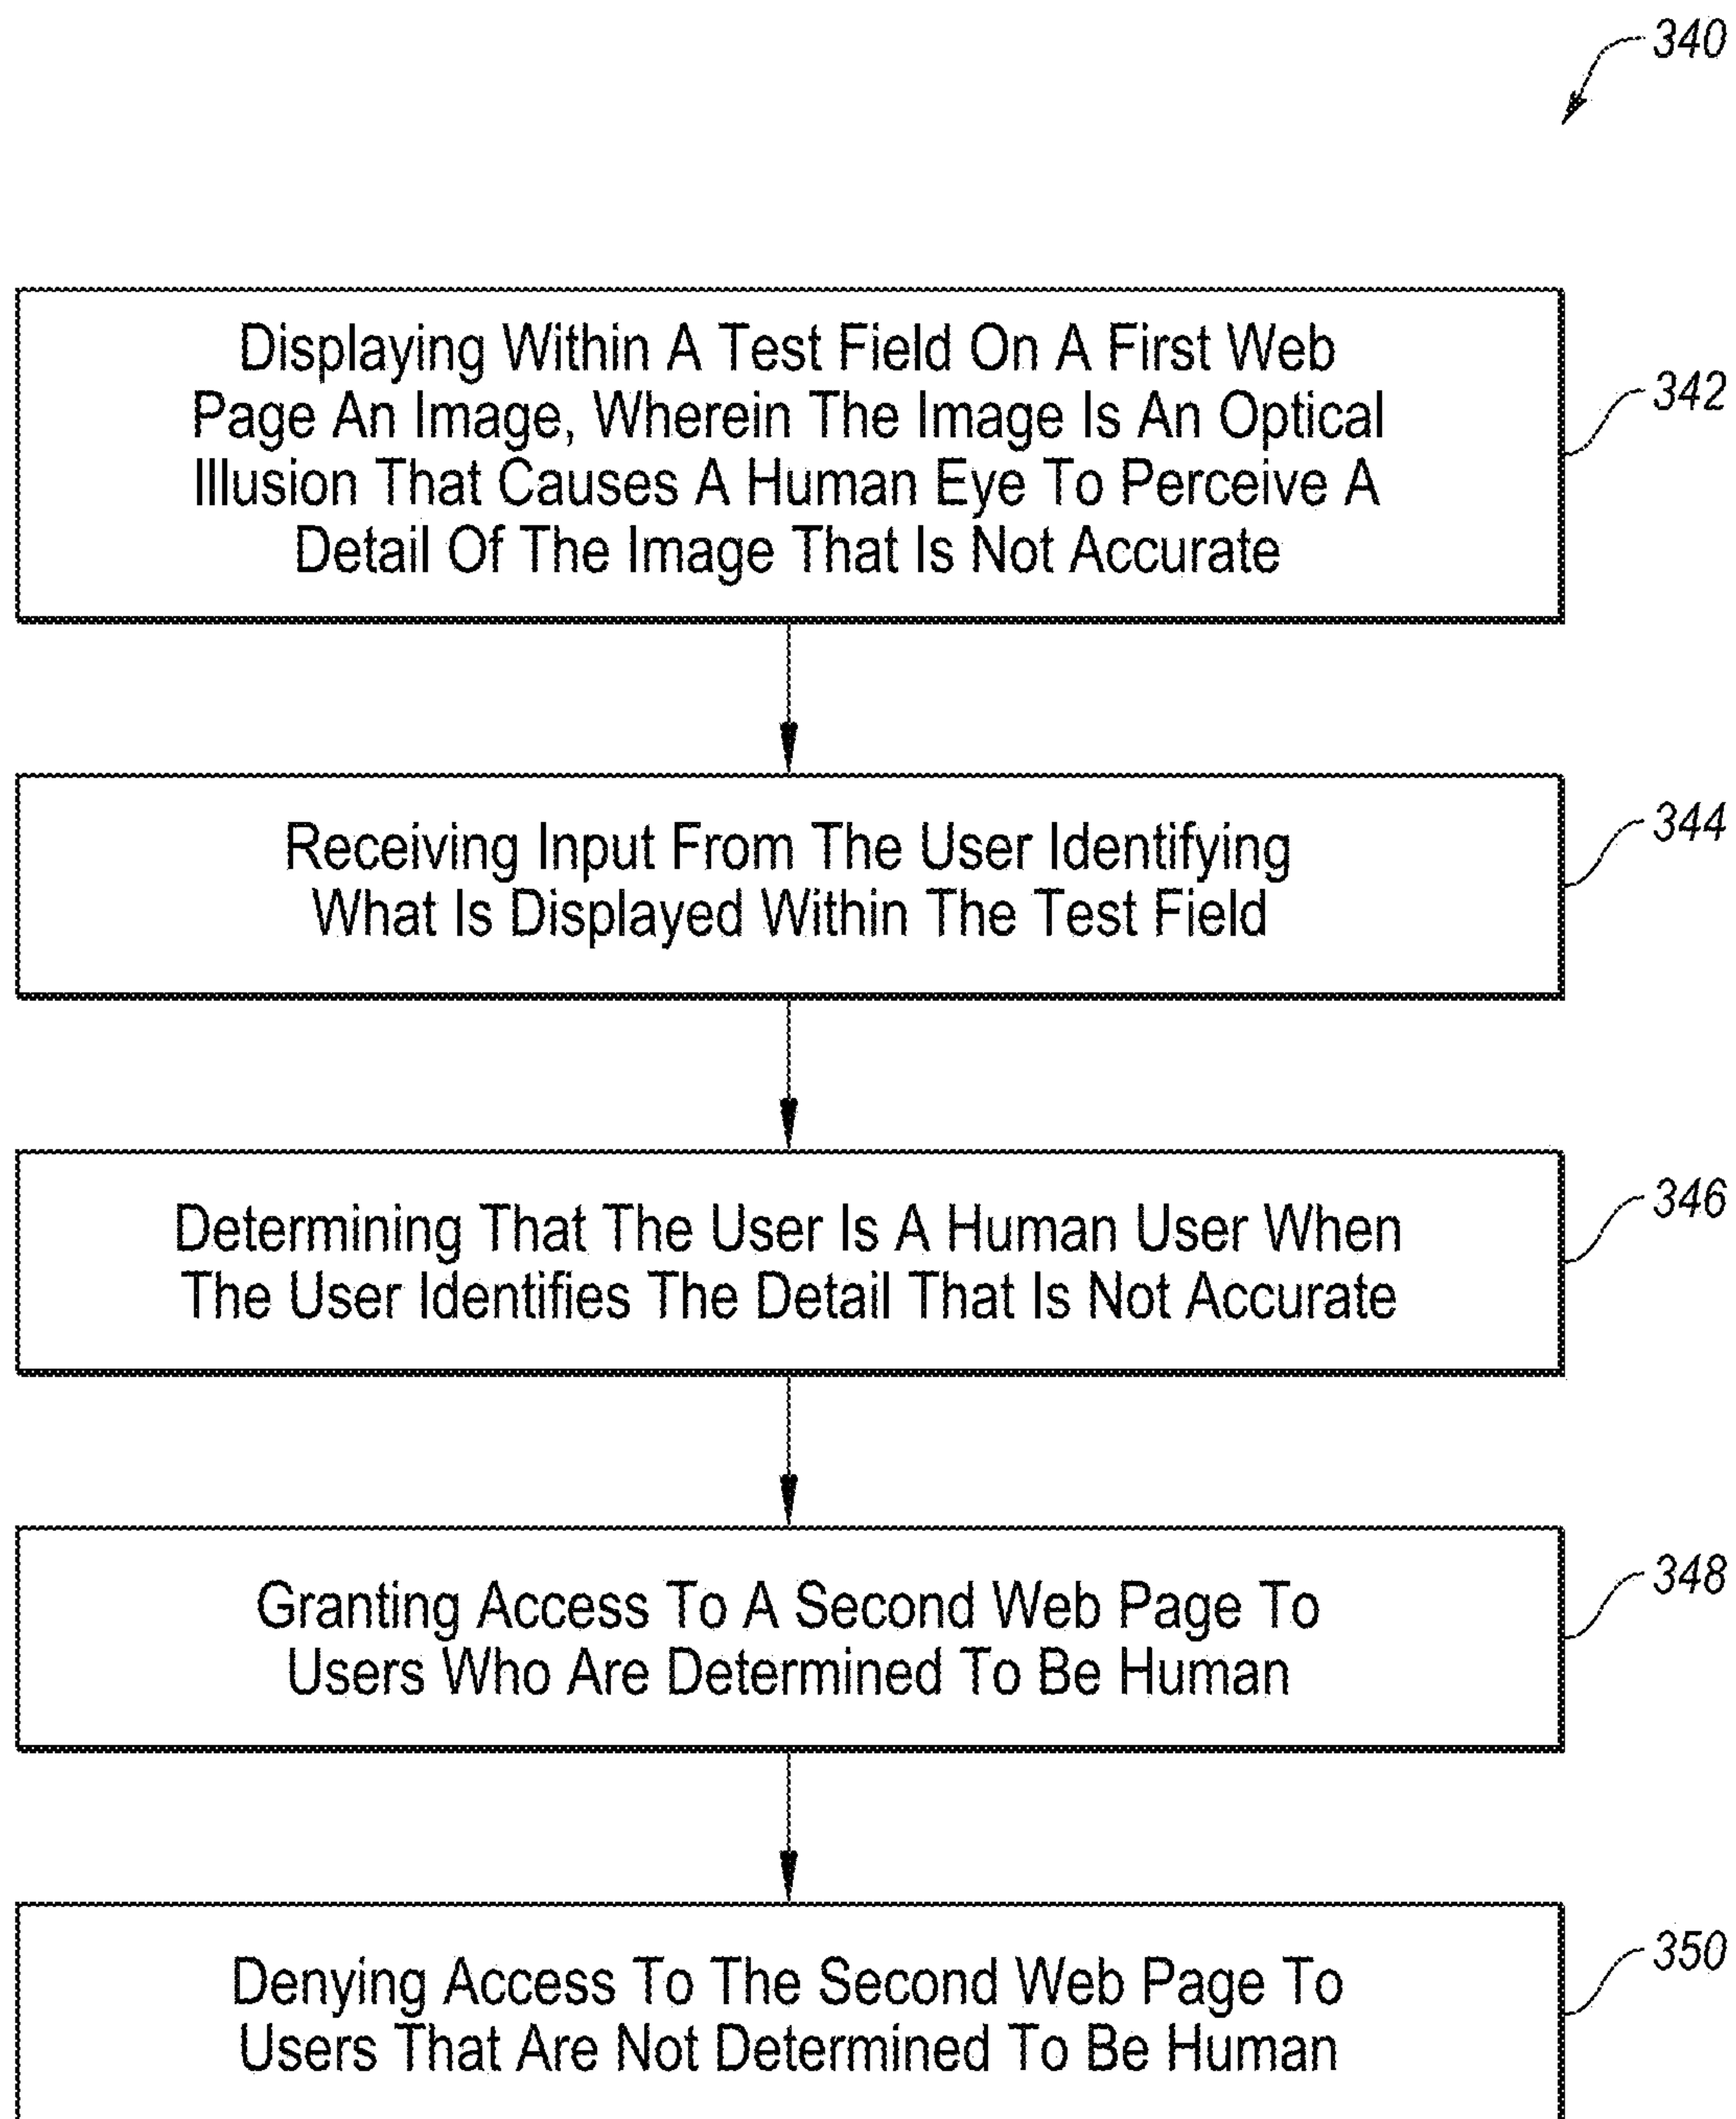 340
Displaying Within A Test Field On A First Web
Page An Image, Wherein The Image Is An Optical
Illusion That Causes A Human Eye To Perceive A
Detail Of The Image That Is Not Accurate
342
Receiving Input From The User Identifying
What Is Displayed Within The Test Field
344
Determining That The User Is A Human User When
The User Identifies The Detail That Is Not Accurate
346
Granting Access To A Second Web Page To
Users Who Are Determined To Be Human
348
Denying Access To The Second Web Page To
Users That Are Not Determined To Be Human
350